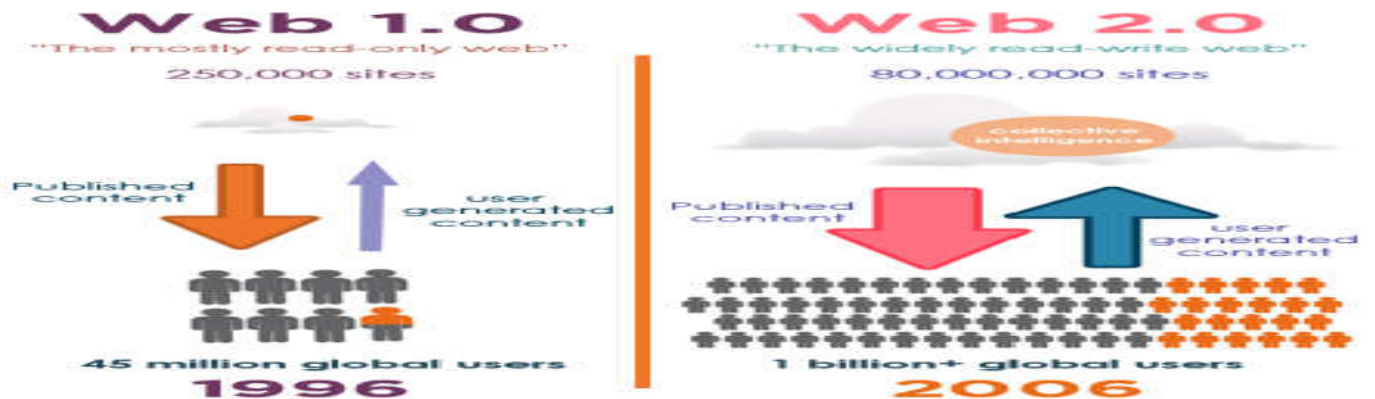 Web 1.0
"The mostly read-only web"
250,000 sites
Published
content
user
generated
content
45 million global users
1996
Web 2.0
"The widely read-write web"
80,000,000 sites
collective
intelligence
Published
content
user
generated
content
1 billion+ global users
2006